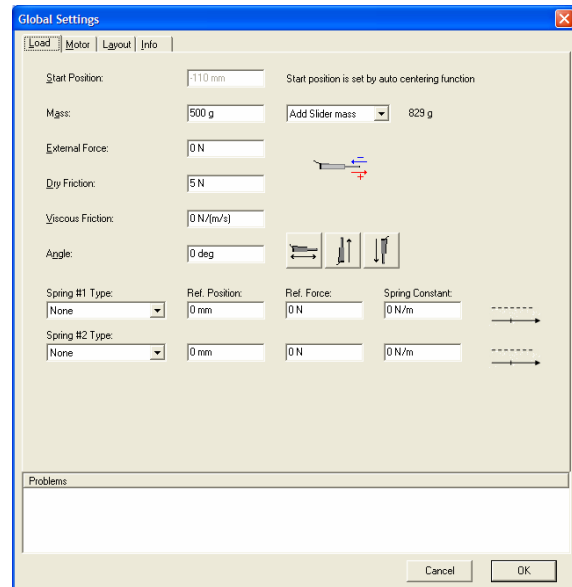 Global Settings
Load Motor Layout Info
Start Position: -110 mm Start position is set by auto centering function
Mass: 500 g Add Slider mass 829 g
External Force: 0 N
− +
Dry Friction: 5 N
Viscous Friction: 0 N/(m/s)
Angle: 0 deg
Spring #1 Type: Ref. Position: Ref. Force: Spring Constant:
None 0 mm 0 N 0 N/m
Spring #2 Type:
None 0 mm 0 N 0 N/m
Problems
Cancel OK